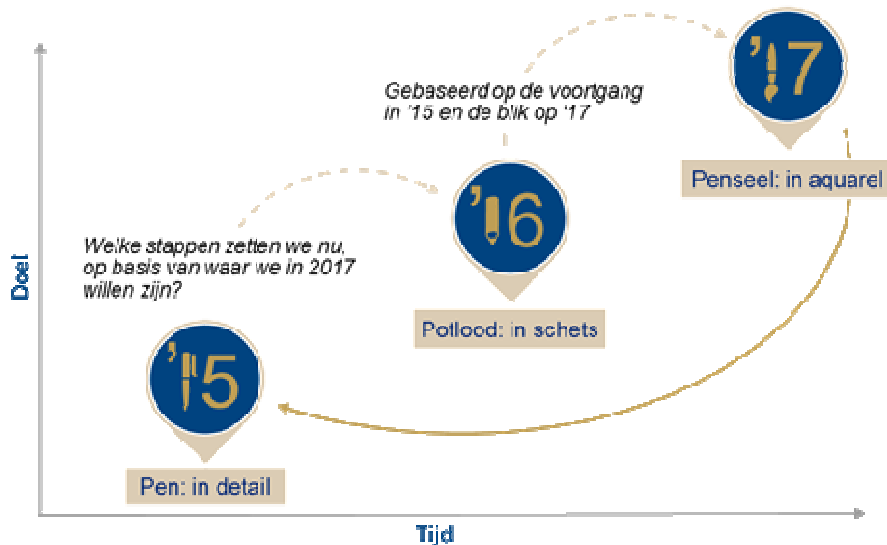 '17
Gebaseerd op de voortgang
in '15 en de blik op '17
Penseel: in aquarel
'16
Welke stappen zetten we nu,
op basis van waar we in 2017
willen zijn?
Doel
Potlood: in schets
'15
Pen: in detail
Tijd